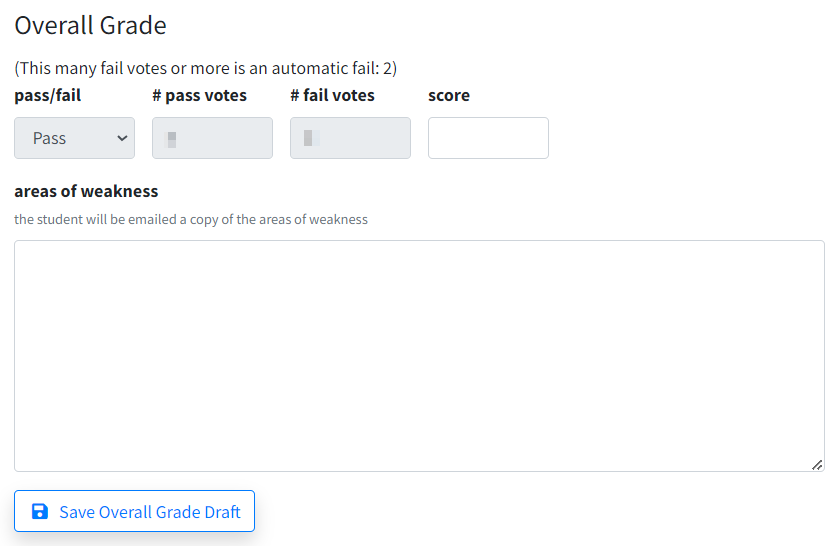 Overall Grade
(This many fail votes or more is an automatic fail: 2)
pass/fail # pass votes # fail votes score
Pass
areas of weakness
the student will be emailed a copy of the areas of weakness
Save Overall Grade Draft